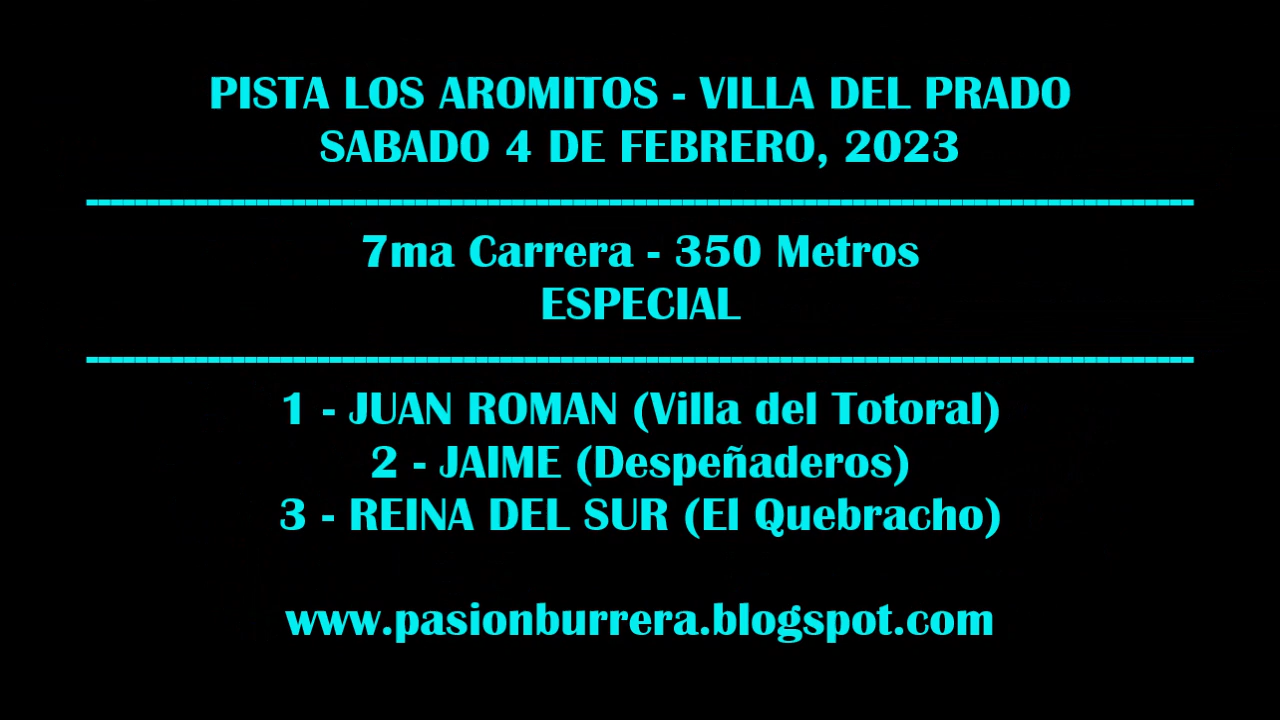 PISTA LOS AROMITOS - VILLA DEL PRADO
SABADO 4 DE FEBRERO, 2023
--------------------------------------------------------------------------------------------
7ma Carrera - 350 Metros
ESPECIAL
--------------------------------------------------------------------------------------------
1 - JUAN ROMAN (Villa del Totoral)
2 - JAIME (Despeñaderos)
3 - REINA DEL SUR (El Quebracho)
www.pasionburrera.blogspot.com